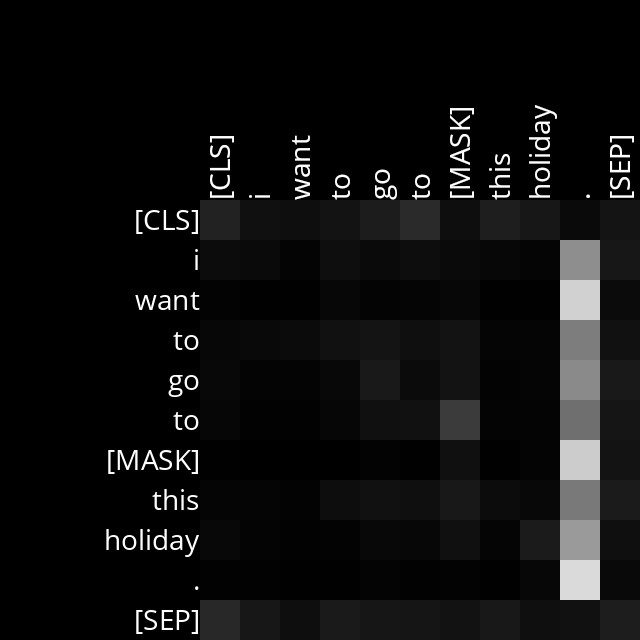 [CLS] i want to go to [MASK] this holiday . [SEP]
[CLS]
i
want
to
go
to
[MASK]
this
holiday
.
[SEP]